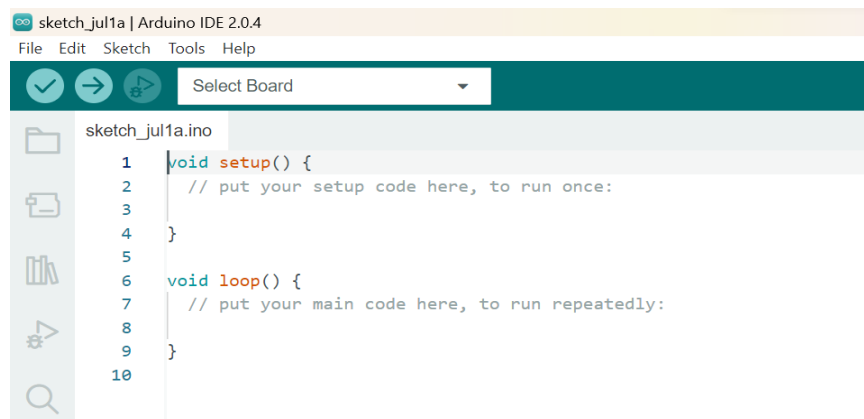 sketch_jul1a | Arduino IDE 2.0.4
File Edit Sketch Tools Help
Select Board
sketch_jul1a.ino
1 void setup() {
2 // put your setup code here, to run once:
3
4 }
5
6 void loop() {
7 // put your main code here, to run repeatedly:
8
9 }
10